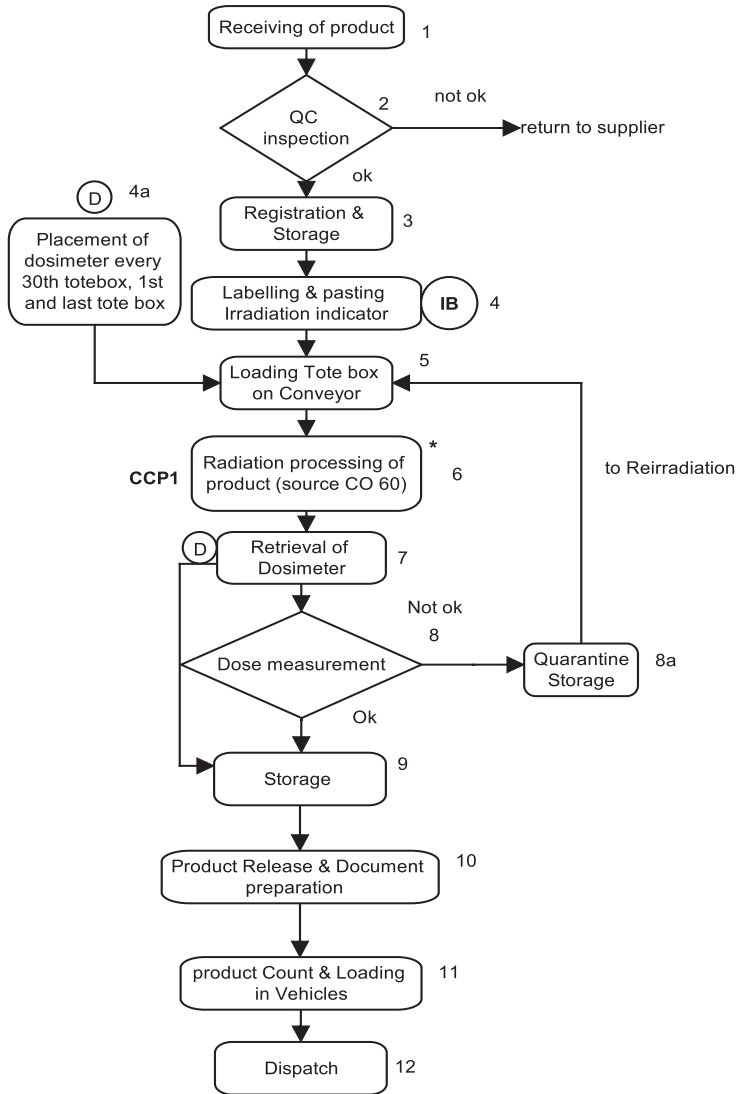 Receiving of product
1
QC
inspection
2
not ok
return to supplier
ok
D
4a
Placement of
dosimeter every
30th totebox, 1st
and last tote box
Registration &
Storage
3
Labelling & pasting
Irradiation indicator
IB
4
Loading Tote box
on Conveyor
5
CCP1
Radiation processing of
product (source CO 60)
*
6
to Reirradiation
D
Retrieval of
Dosimeter
7
Not ok
8
Dose measurement
Quarantine
Storage
8a
Ok
Storage
9
Product Release & Document
preparation
10
product Count & Loading
in Vehicles
11
Dispatch
12